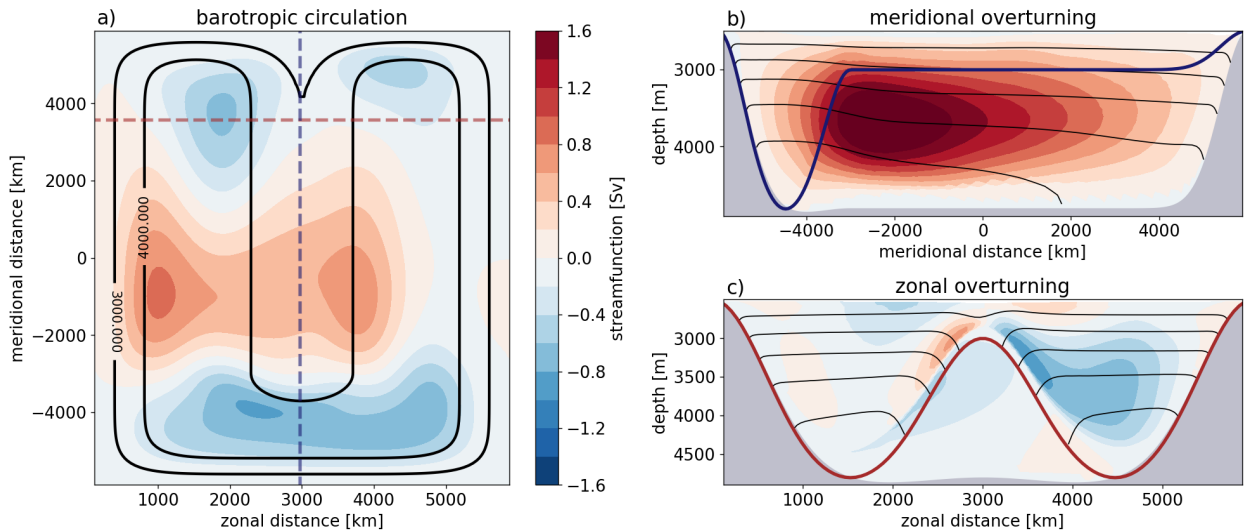 a)
barotropic circulation
4000
2000
0
−2000
−4000
meridional distance [km]
4000.000
3000.000
1000 2000 3000 4000 5000
zonal distance [km]
1.6
1.2
0.8
0.4
0.0
−0.4
−0.8
−1.2
−1.6
streamfunction [Sv]
b)
meridional overturning
3000
4000
depth [m]
−4000 −2000 0 2000 4000
meridional distance [km]
c)
zonal overturning
3000
3500
4000
4500
depth [m]
1000 2000 3000 4000 5000
zonal distance [km]